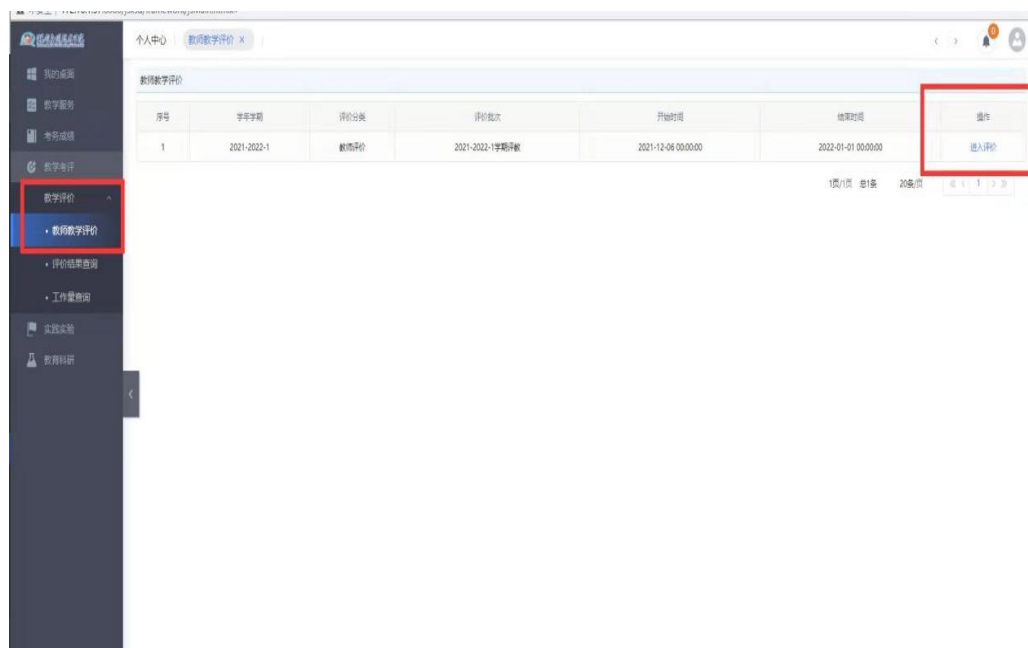 个人中心
教师教学评价 ×
0
我的桌面
教学服务
考务成绩
教学考评
教学评价
• 教师教学评价
• 评价结果查询
• 工作量查询
实践实验
教育科研
教师教学评价
序号 学年学期 评价分类 评价批次 开始时间 结束时间 操作
1 2021-2022-1 教师评价 2021-2022-1学期评教 2021-12-06 00:00:00 2022-01-01 00:00:00 进入评价
1页/1页 总1条 20条/页 1